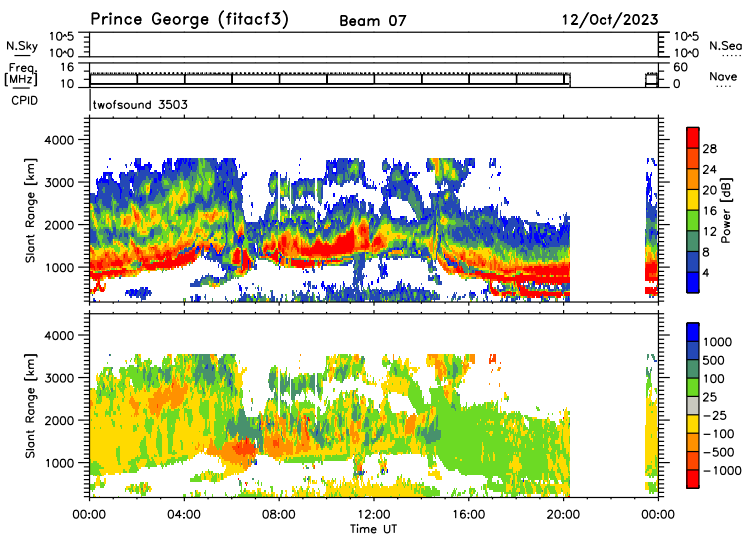 Prince George (fitacf3) Beam 07 12/Oct/2023
N.Sky 10^5 10^0 10^5 10^0 N.Sea
Freq [MHz] 16 10 60 0 Nave
CPID twofsound 3503
Slant Range [km] 4000 3000 2000 1000
28 24 20 16 12 8 4 Power [dB]
Slant Range [km] 4000 3000 2000 1000
1000 500 100 25 -25 -100 -500 -1000
00:00 04:00 08:00 12:00 16:00 20:00 00:00
Time UT